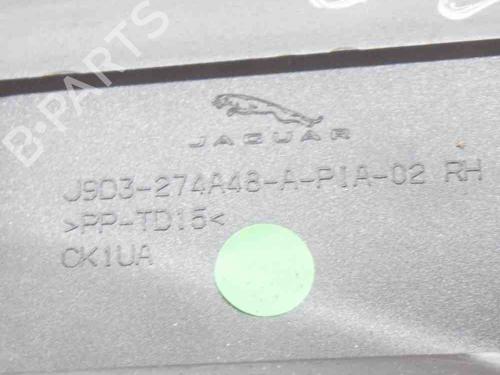 B-PARTS
JAGUAR
J9D3-274A48-A-PIA-02 RH
>PP-TD15<
CK1UA